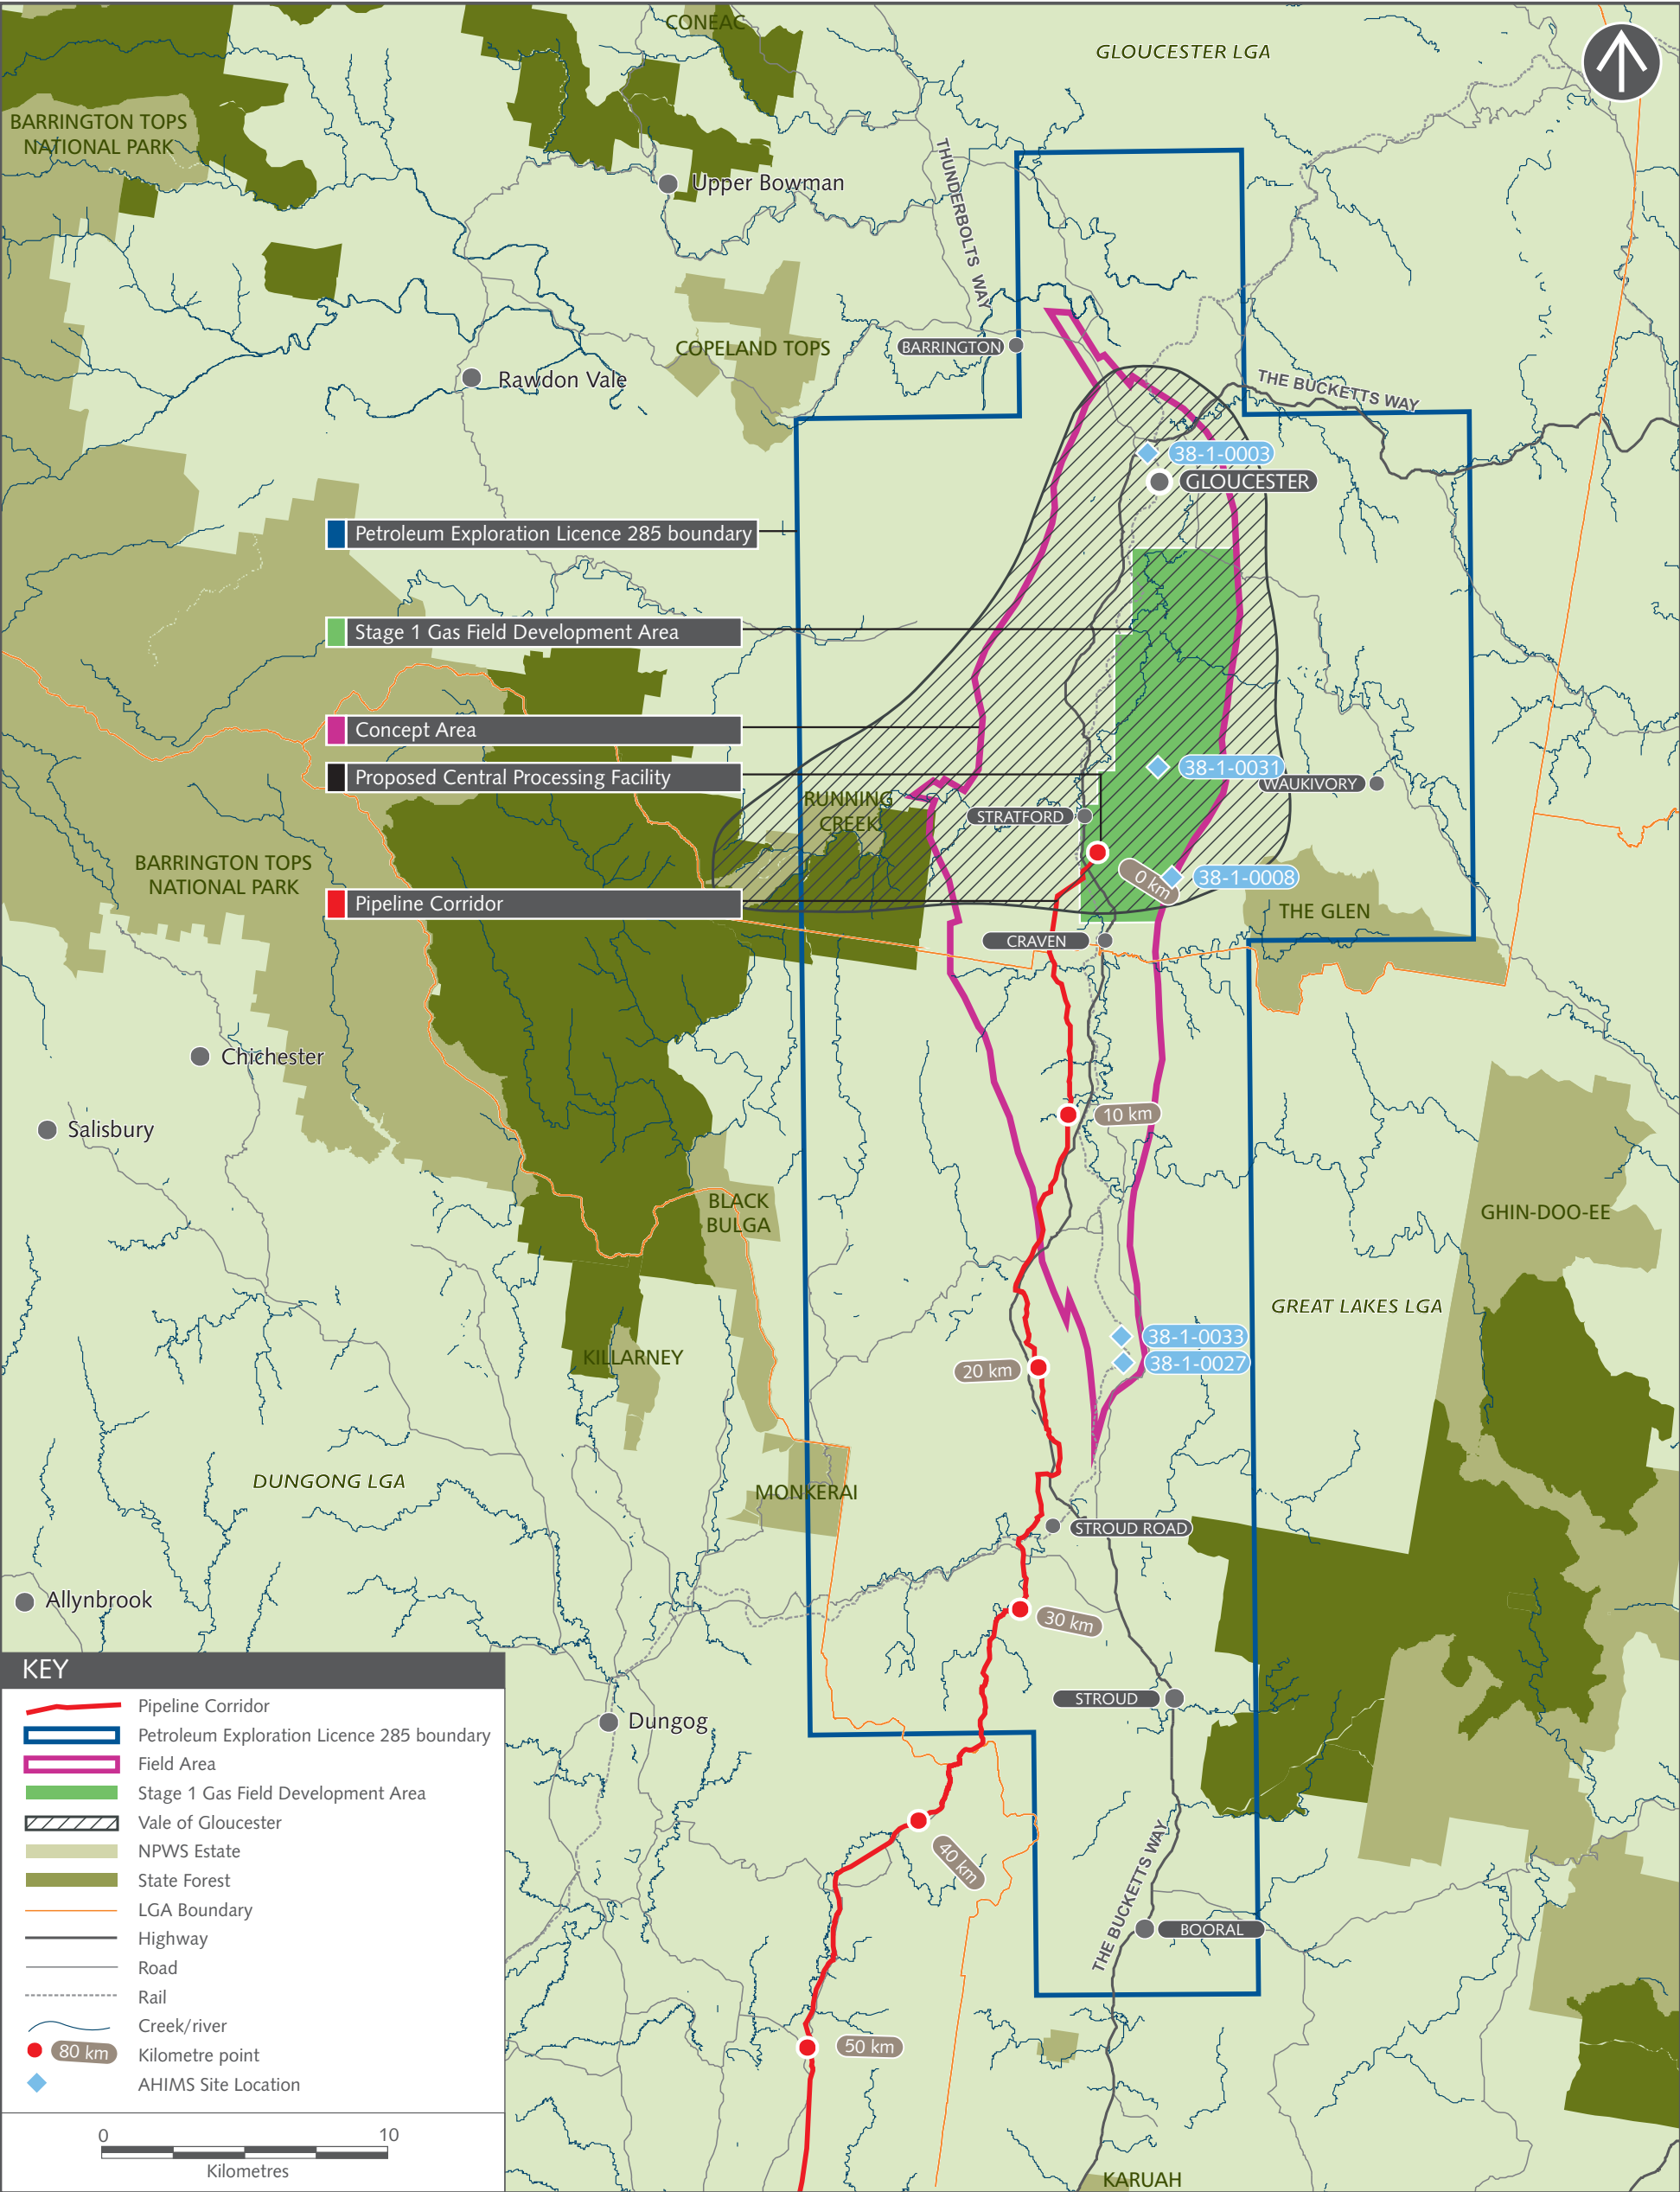 CONEAC
GLOUCESTER LGA
BARRINGTON TOPS
NATIONAL PARK
Upper Bowman
THUNDERBOLTS WAY
COPELAND TOPS
BARRINGTON
Rawdon Vale
THE BUCKETTS WAY
38-1-0003
GLOUCESTER
Petroleum Exploration Licence 285 boundary
Stage 1 Gas Field Development Area
Concept Area
Proposed Central Processing Facility
38-1-0031
WAUKIVORY
RUNNING
CREEK
STRATFORD
BARRINGTON TOPS
NATIONAL PARK
0 km
38-1-0008
Pipeline Corridor
THE GLEN
CRAVEN
Chichester
10 km
Salisbury
BLACK
BULGA
GHIN-DOO-EE
GREAT LAKES LGA
38-1-0033
KILLARNEY
38-1-0027
20 km
DUNGONG LGA
MONKERAI
STROUD ROAD
Allynbrook
30 km
STROUD
Dungog
40 km
THE BUCKETTS WAY
BOORAL
50 km
KARUAH
KEY
Pipeline Corridor
Petroleum Exploration Licence 285 boundary
Field Area
Stage 1 Gas Field Development Area
Vale of Gloucester
NPWS Estate
State Forest
LGA Boundary
Highway
Road
Rail
Creek/river
80 km Kilometre point
AHIMS Site Location
0 10
Kilometres